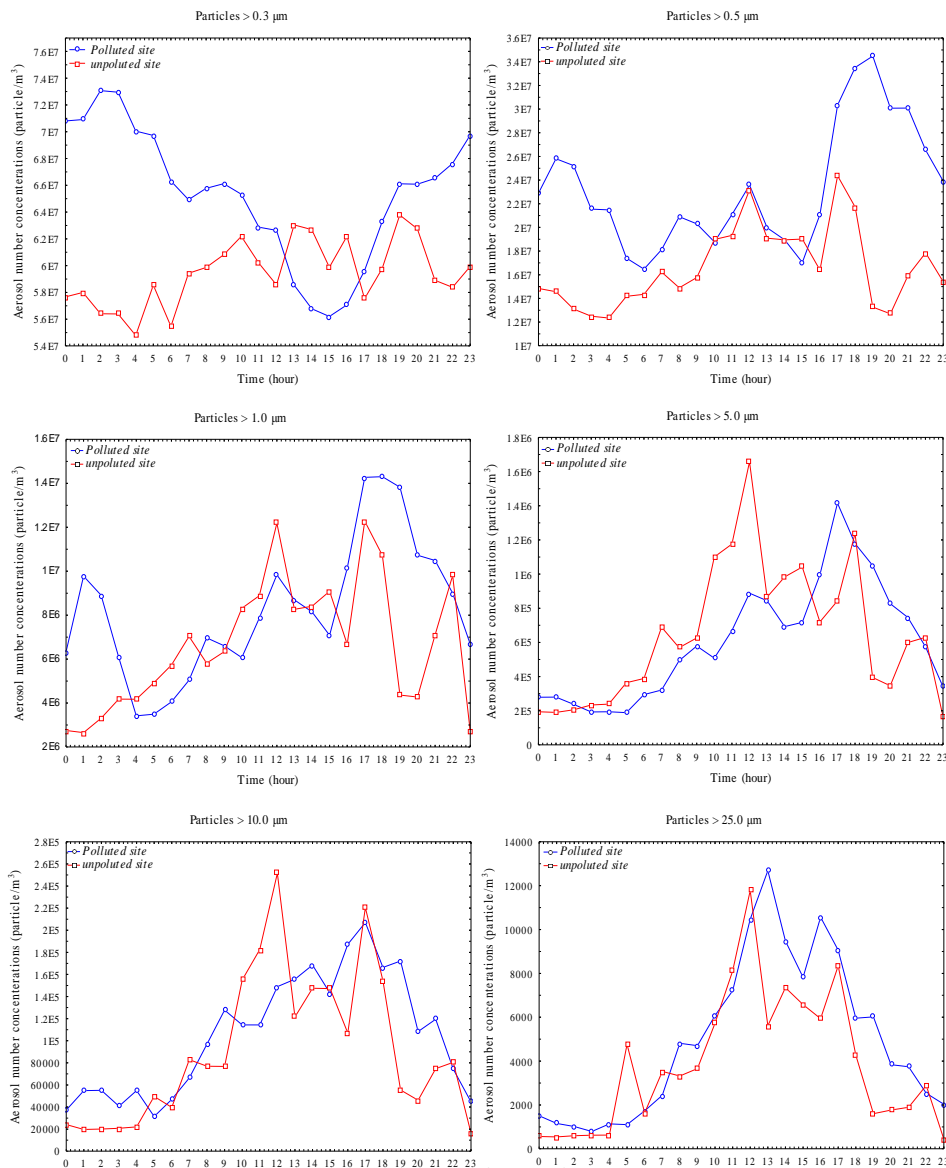 Particles > 0.3 µm
Aerosol number concenterations (particle/m³)
7.6E7
7.4E7
7.2E7
7E7
6.8E7
6.6E7
6.4E7
6.2E7
6E7
5.8E7
5.6E7
5.4E7
Polluted site
unpoluted site
0 1 2 3 4 5 6 7 8 9 10 11 12 13 14 15 16 17 18 19 20 21 22 23
Time (hour)
Particles > 0.5 µm
Aerosol number concenterations (particle/m³)
3.6E7
3.4E7
3.2E7
3E7
2.8E7
2.6E7
2.4E7
2.2E7
2E7
1.8E7
1.6E7
1.4E7
1.2E7
1E7
Polluted site
unpoluted site
0 1 2 3 4 5 6 7 8 9 10 11 12 13 14 15 16 17 18 19 20 21 22 23
Time (hour)
Particles > 1.0 µm
Aerosol number concenterations (particle/m³)
1.6E7
1.4E7
1.2E7
1E7
8E6
6E6
4E6
2E6
Polluted site
unpoluted site
0 1 2 3 4 5 6 7 8 9 10 11 12 13 14 15 16 17 18 19 20 21 22 23
Time (hour)
Particles > 5.0 µm
Aerosol number concenterations (particle/m³)
1.8E6
1.6E6
1.4E6
1.2E6
1E6
8E5
6E5
4E5
2E5
0
Polluted site
unpoluted site
0 1 2 3 4 5 6 7 8 9 10 11 12 13 14 15 16 17 18 19 20 21 22 23
Time (hour)
Particles > 10.0 µm
Aerosol number concenterations (particle/m³)
2.8E5
2.6E5
2.4E5
2.2E5
2E5
1.8E5
1.6E5
1.4E5
1.2E5
1E5
80000
60000
40000
20000
0
Polluted site
unpoluted site
0 1 2 3 4 5 6 7 8 9 10 11 12 13 14 15 16 17 18 19 20 21 22 23
Particles > 25.0 µm
Aerosol number concenterations (particle/m³)
14000
12000
10000
8000
6000
4000
2000
0
Polluted site
unpoluted site
0 1 2 3 4 5 6 7 8 9 10 11 12 13 14 15 16 17 18 19 20 21 22 23